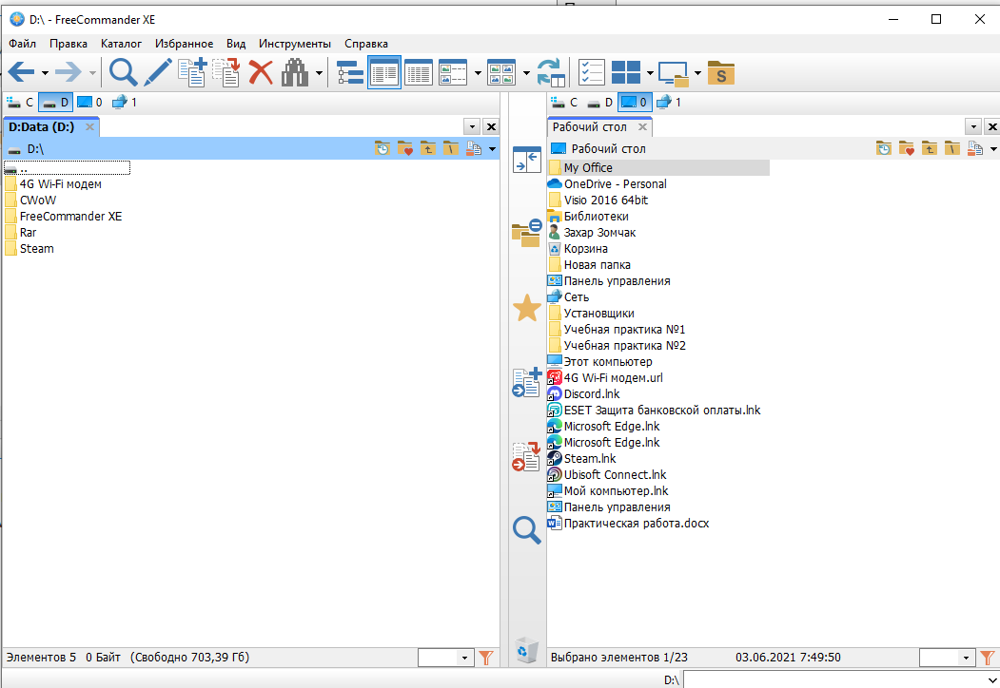 D:\ - FreeCommander XE
Файл Правка Каталог Избранное Вид Инструменты Справка
S
C D 0 1
C D 0 1
D:Data (D:)
Рабочий стол
D:\
Рабочий стол
..
4G Wi-Fi модем
CWoW
FreeCommander XE
Rar
Steam
My Office
OneDrive - Personal
Visio 2016 64bit
Библиотеки
Захар Зомчак
Корзина
Новая папка
Панель управления
Сеть
Установщики
Учебная практика №1
Учебная практика №2
Этот компьютер
4G Wi-Fi модем.url
Discord.lnk
ESET Защита банковской оплаты.lnk
Microsoft Edge.lnk
Microsoft Edge.lnk
Steam.lnk
Ubisoft Connect.lnk
Мой компьютер.lnk
Панель управления
Практическая работа.docx
Элементов 5 0 Байт (Свободно 703,39 Гб)
Выбрано элементов 1/23 03.06.2021 7:49:50
D:\